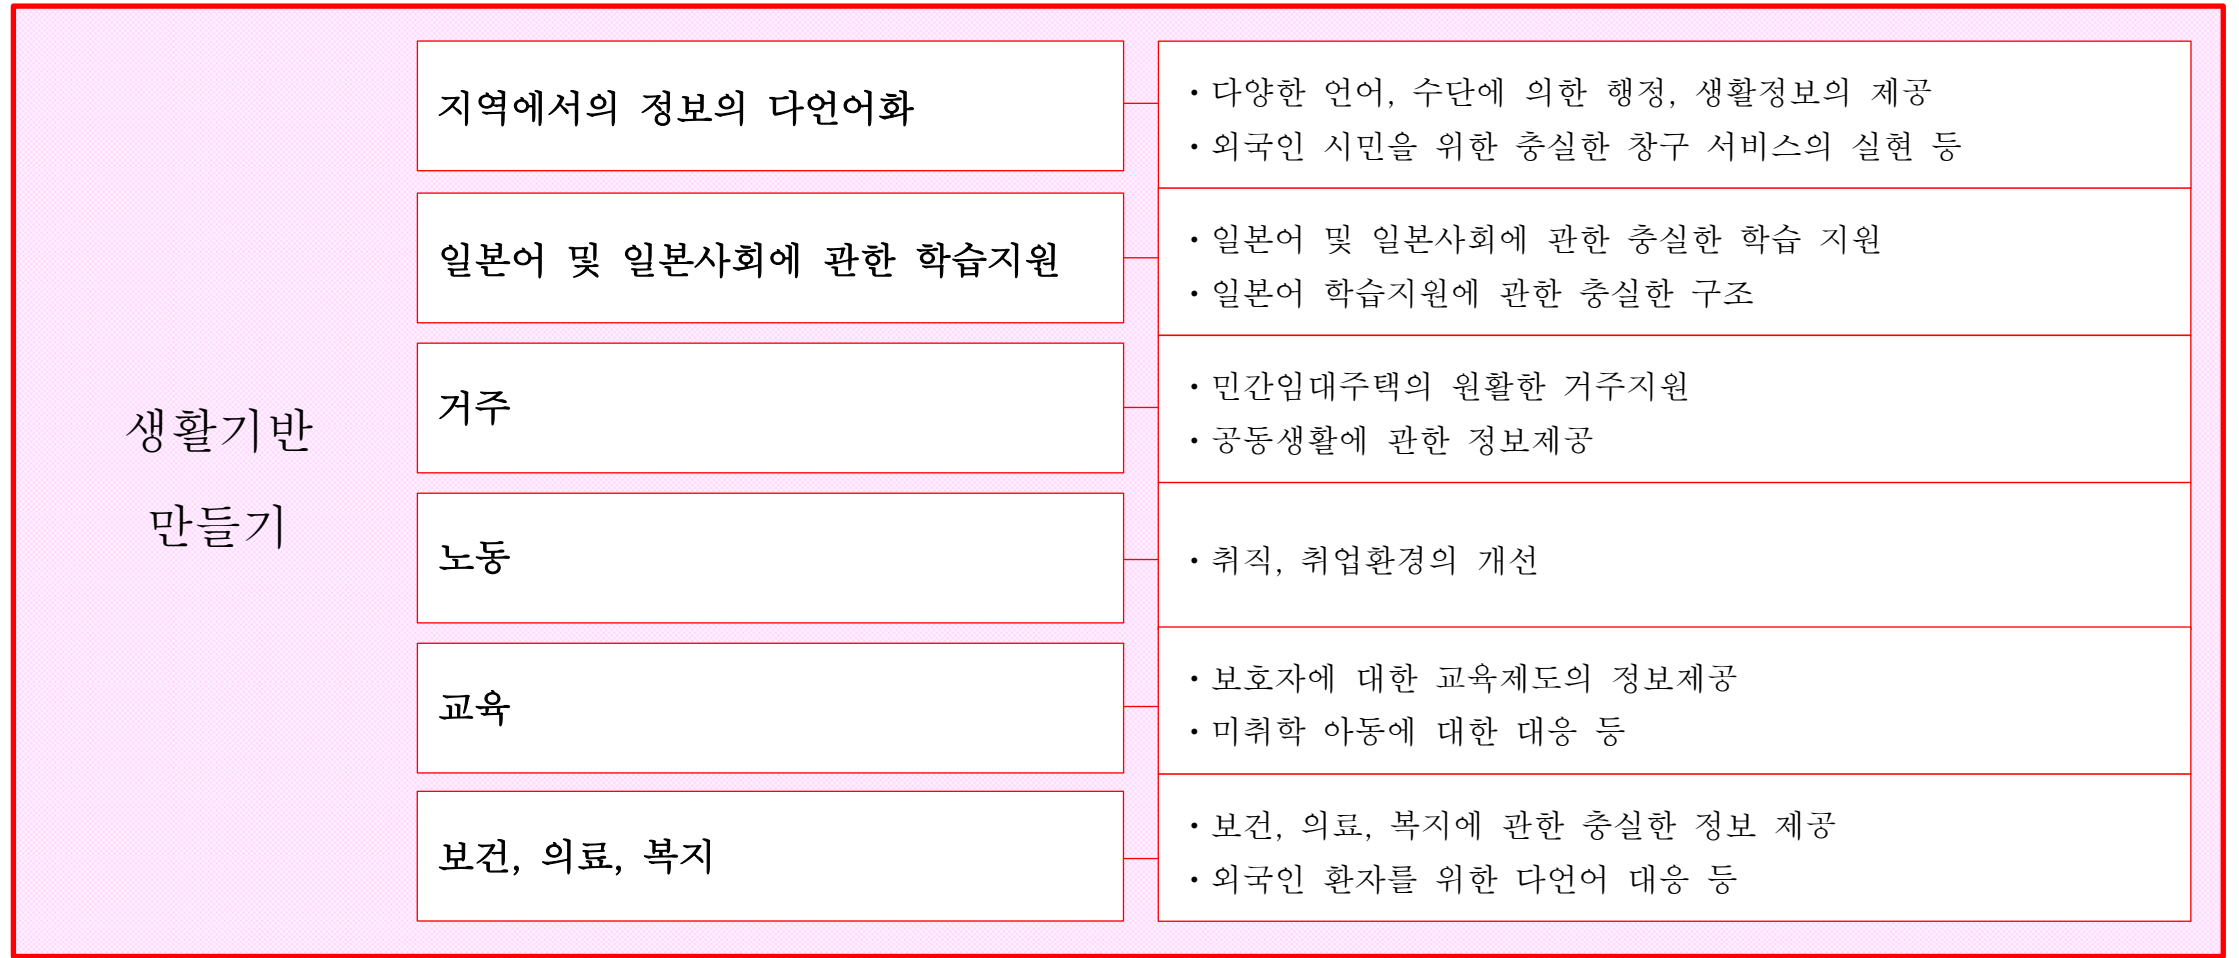 생활기반
만들기
지역에서의 정보의 다언어화
・다양한 언어, 수단에 의한 행정, 생활정보의 제공
・외국인 시민을 위한 충실한 창구 서비스의 실현 등
일본어 및 일본사회에 관한 학습지원
・일본어 및 일본사회에 관한 충실한 학습 지원
・일본어 학습지원에 관한 충실한 구조
거주
・민간임대주택의 원활한 거주지원
・공동생활에 관한 정보제공
노동
・취직, 취업환경의 개선
교육
・보호자에 대한 교육제도의 정보제공
・미취학 아동에 대한 대응 등
보건, 의료, 복지
・보건, 의료, 복지에 관한 충실한 정보 제공
・외국인 환자를 위한 다언어 대응 등